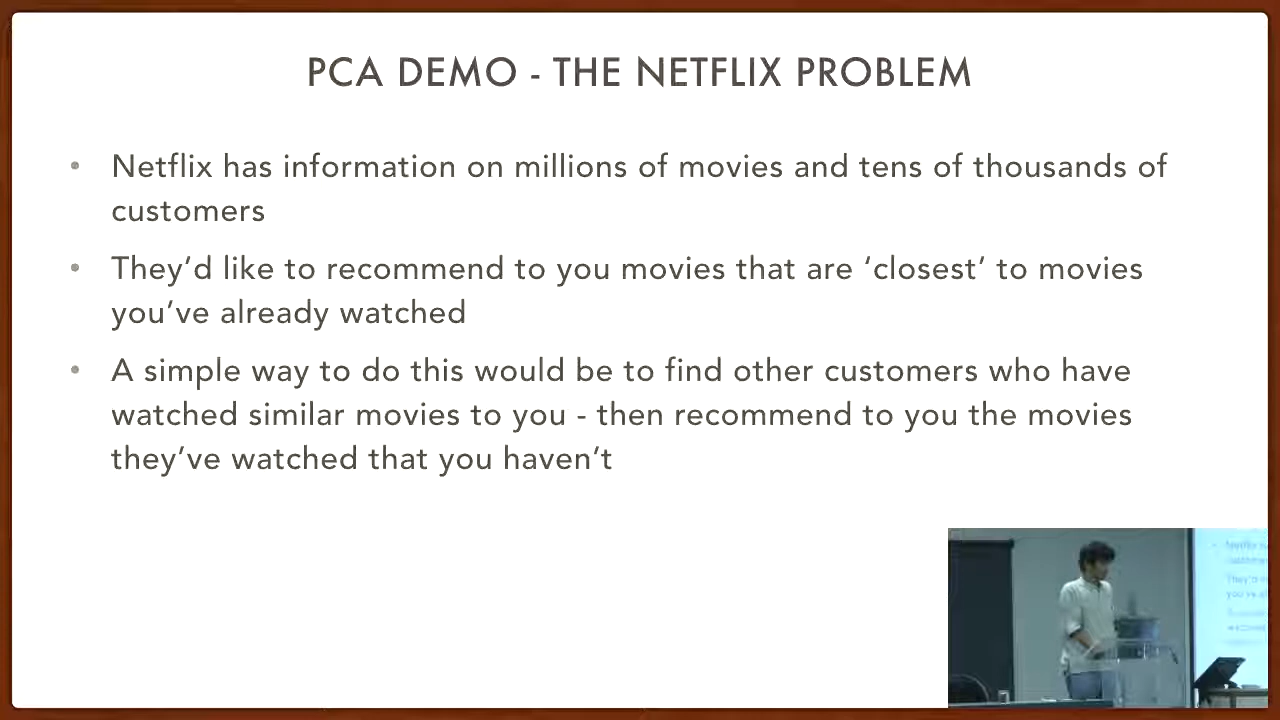 PCA DEMO - THE NETFLIX PROBLEM
• Netflix has information on millions of movies and tens of thousands of
customers
• They’d like to recommend to you movies that are ‘closest’ to movies
you’ve already watched
• A simple way to do this would be to find other customers who have
watched similar movies to you - then recommend to you the movies
they’ve watched that you haven’t